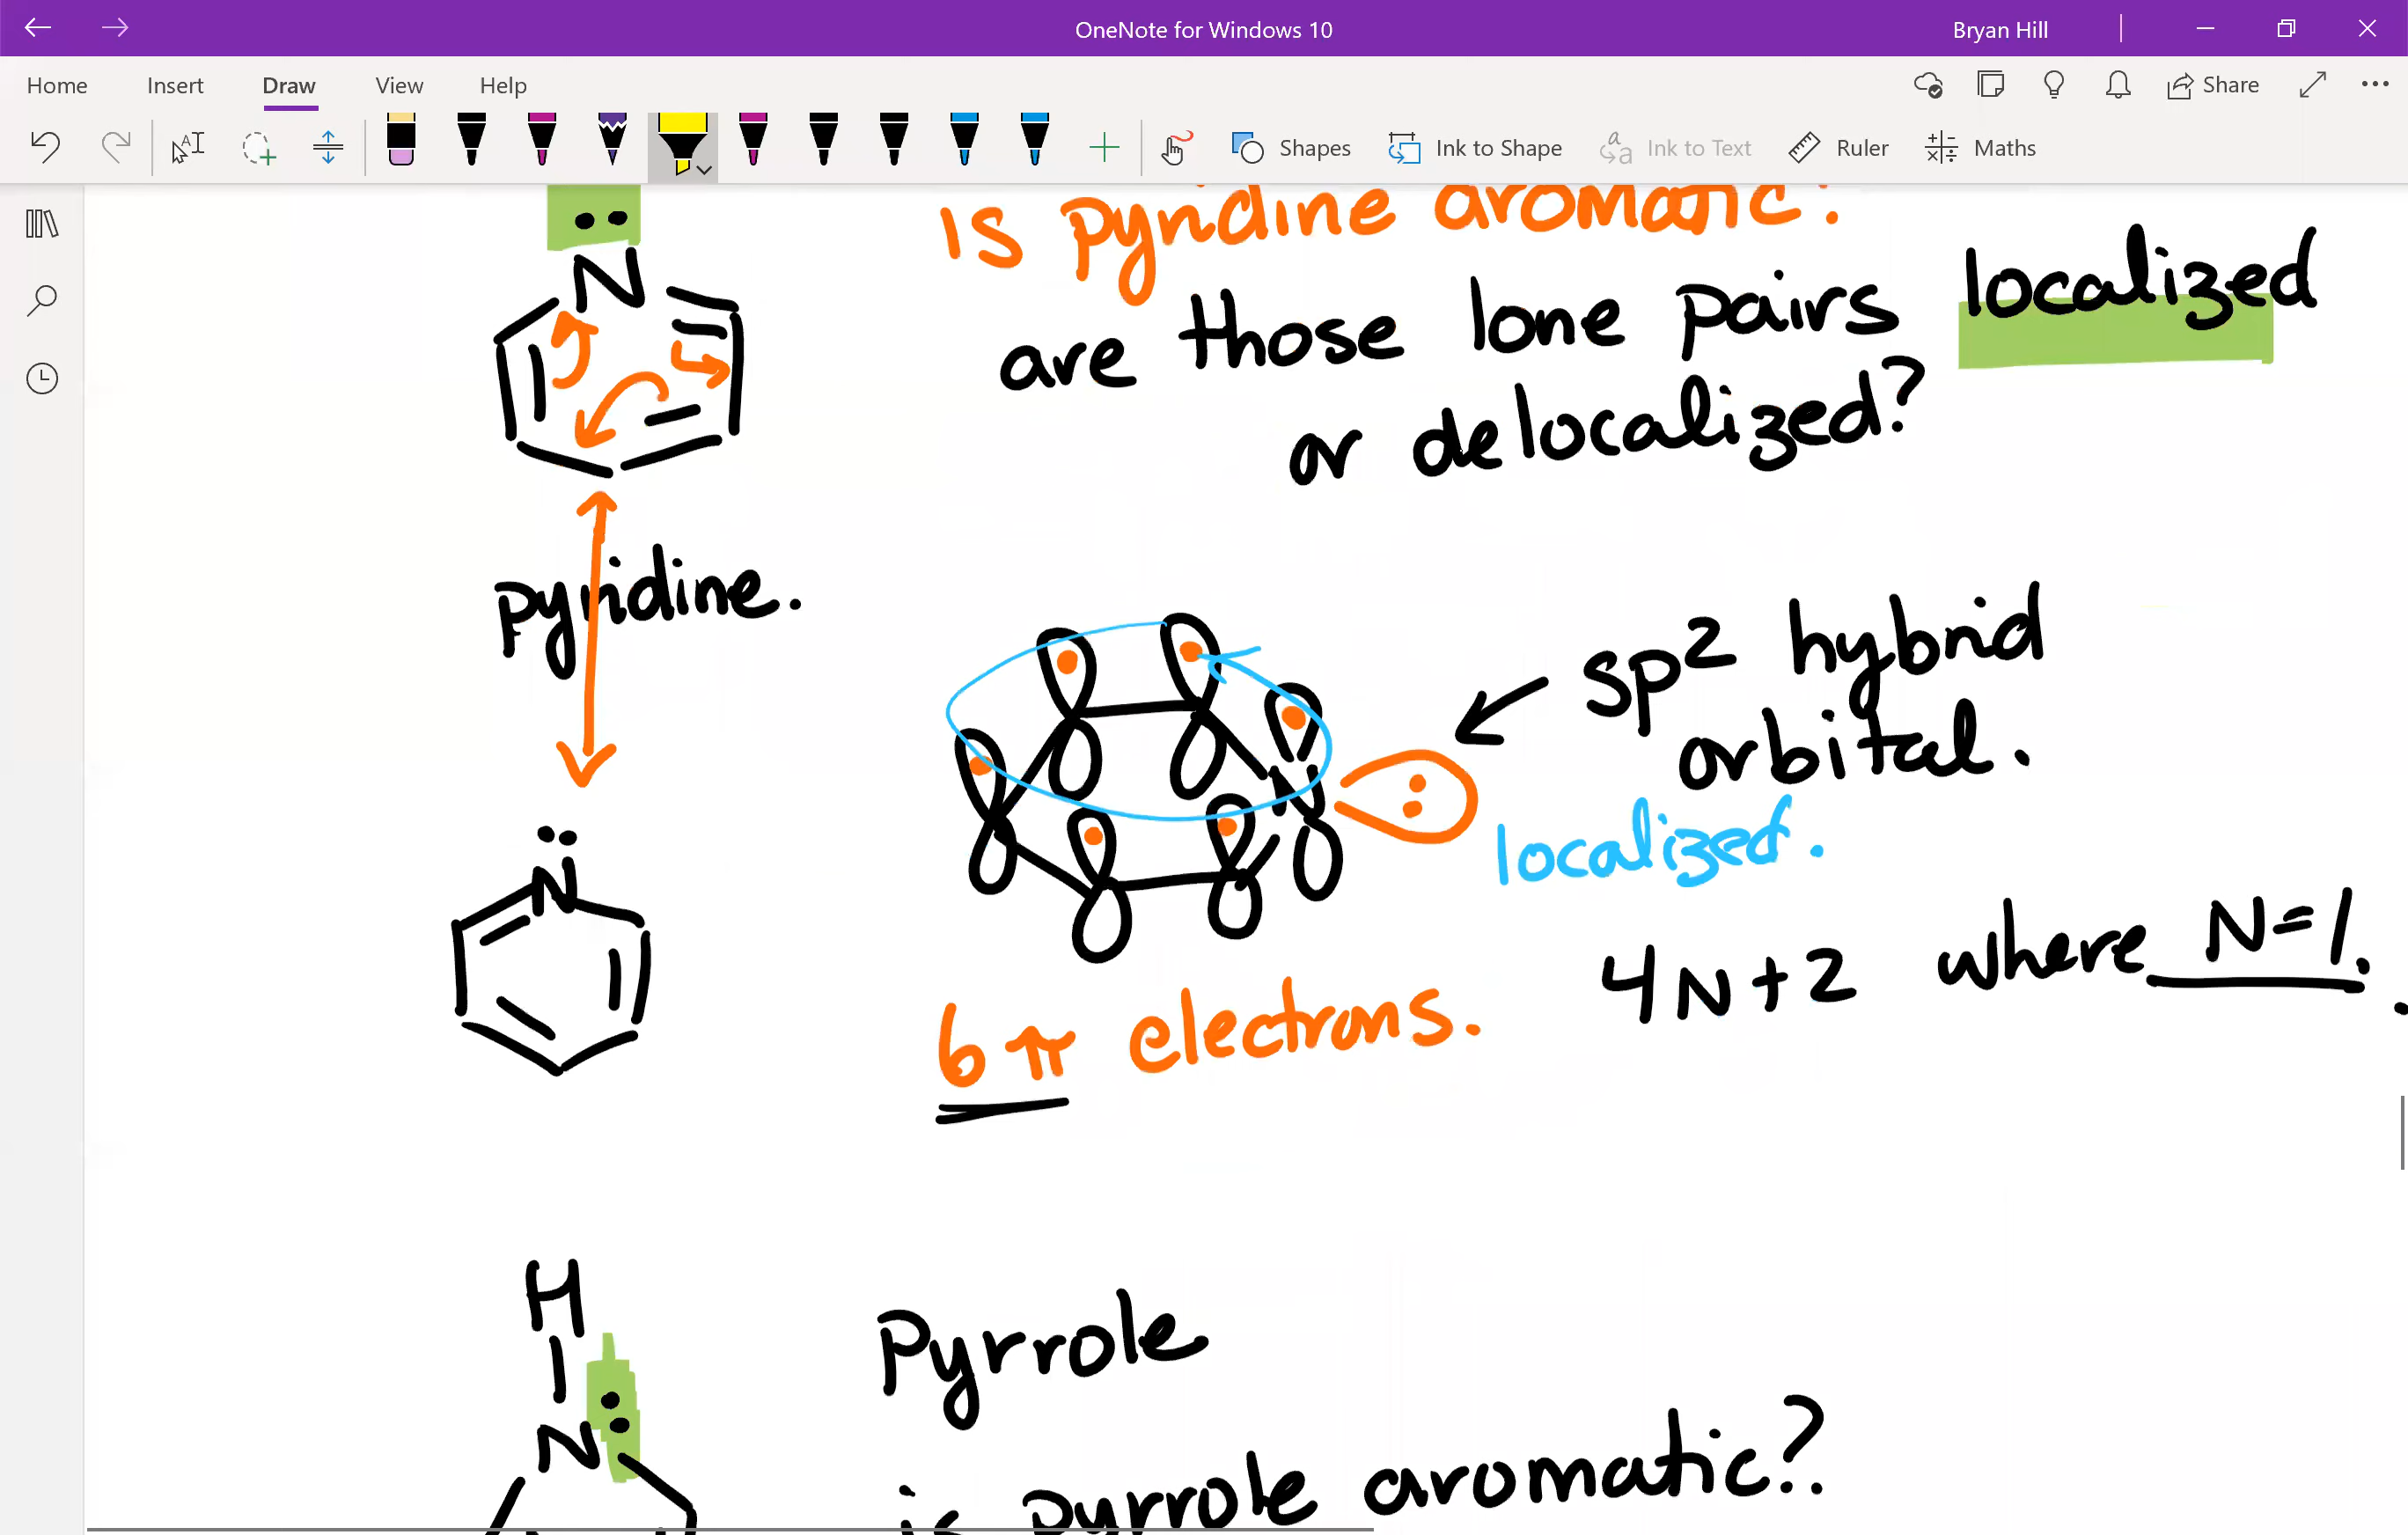 OneNote for Windows 10
Bryan Hill
Home Insert Draw View Help
Share
Shapes Ink to Shape Ink to Text Ruler Maths
is pyridine aromatic?
are those lone pairs localized
or delocalized?
N
pyridine.
sp² hybrid
orbital.
N
localized.
N
4N+2 where N=1.
6π electrons.
H
N
Pyrrole
is pyrrole aromatic??